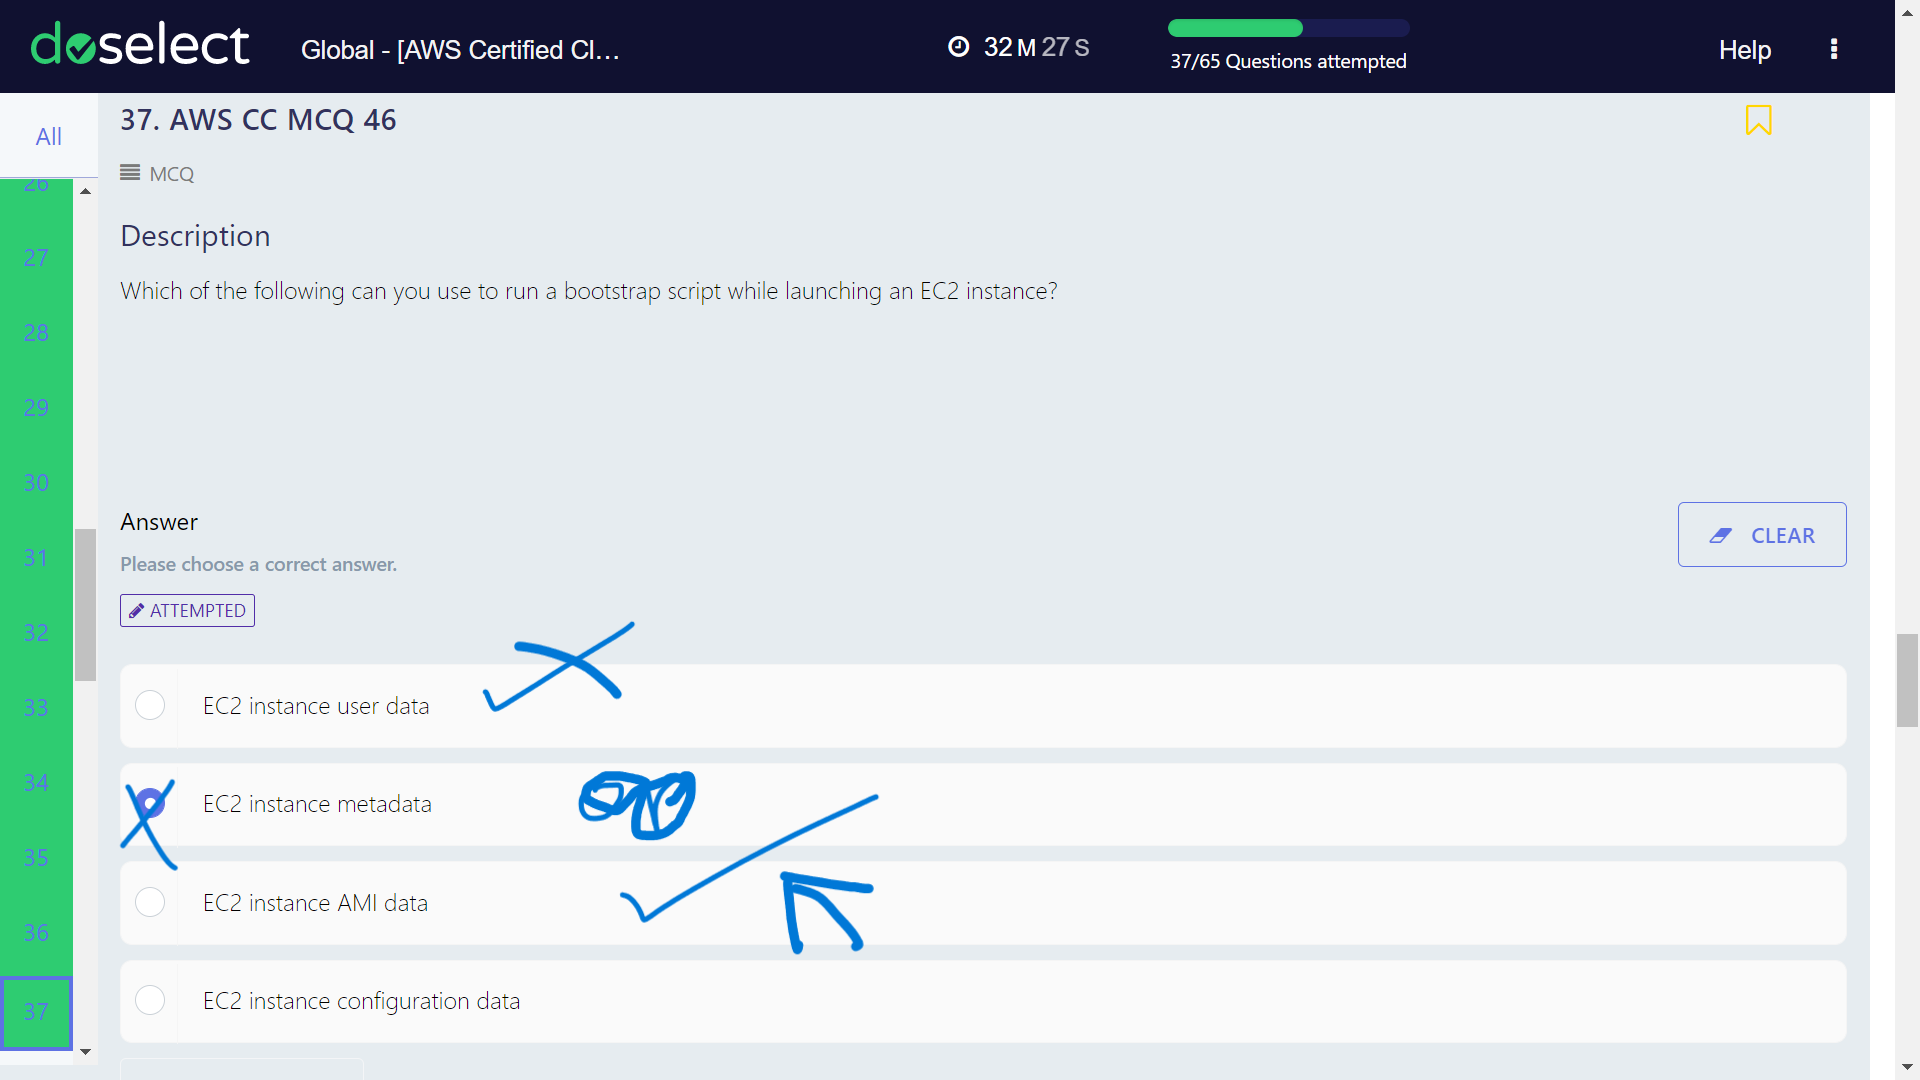 doselect
Global - [AWS Certified Cl...
32 M 27 S
37/65 Questions attempted
Help
All
37. AWS CC MCQ 46
MCQ
26
27
28
29
30
31
32
33
34
35
36
37
Description
Which of the following can you use to run a bootstrap script while launching an EC2 instance?
Answer
CLEAR
Please choose a correct answer.
ATTEMPTED
EC2 instance user data
EC2 instance metadata
EC2 instance AMI data
EC2 instance configuration data